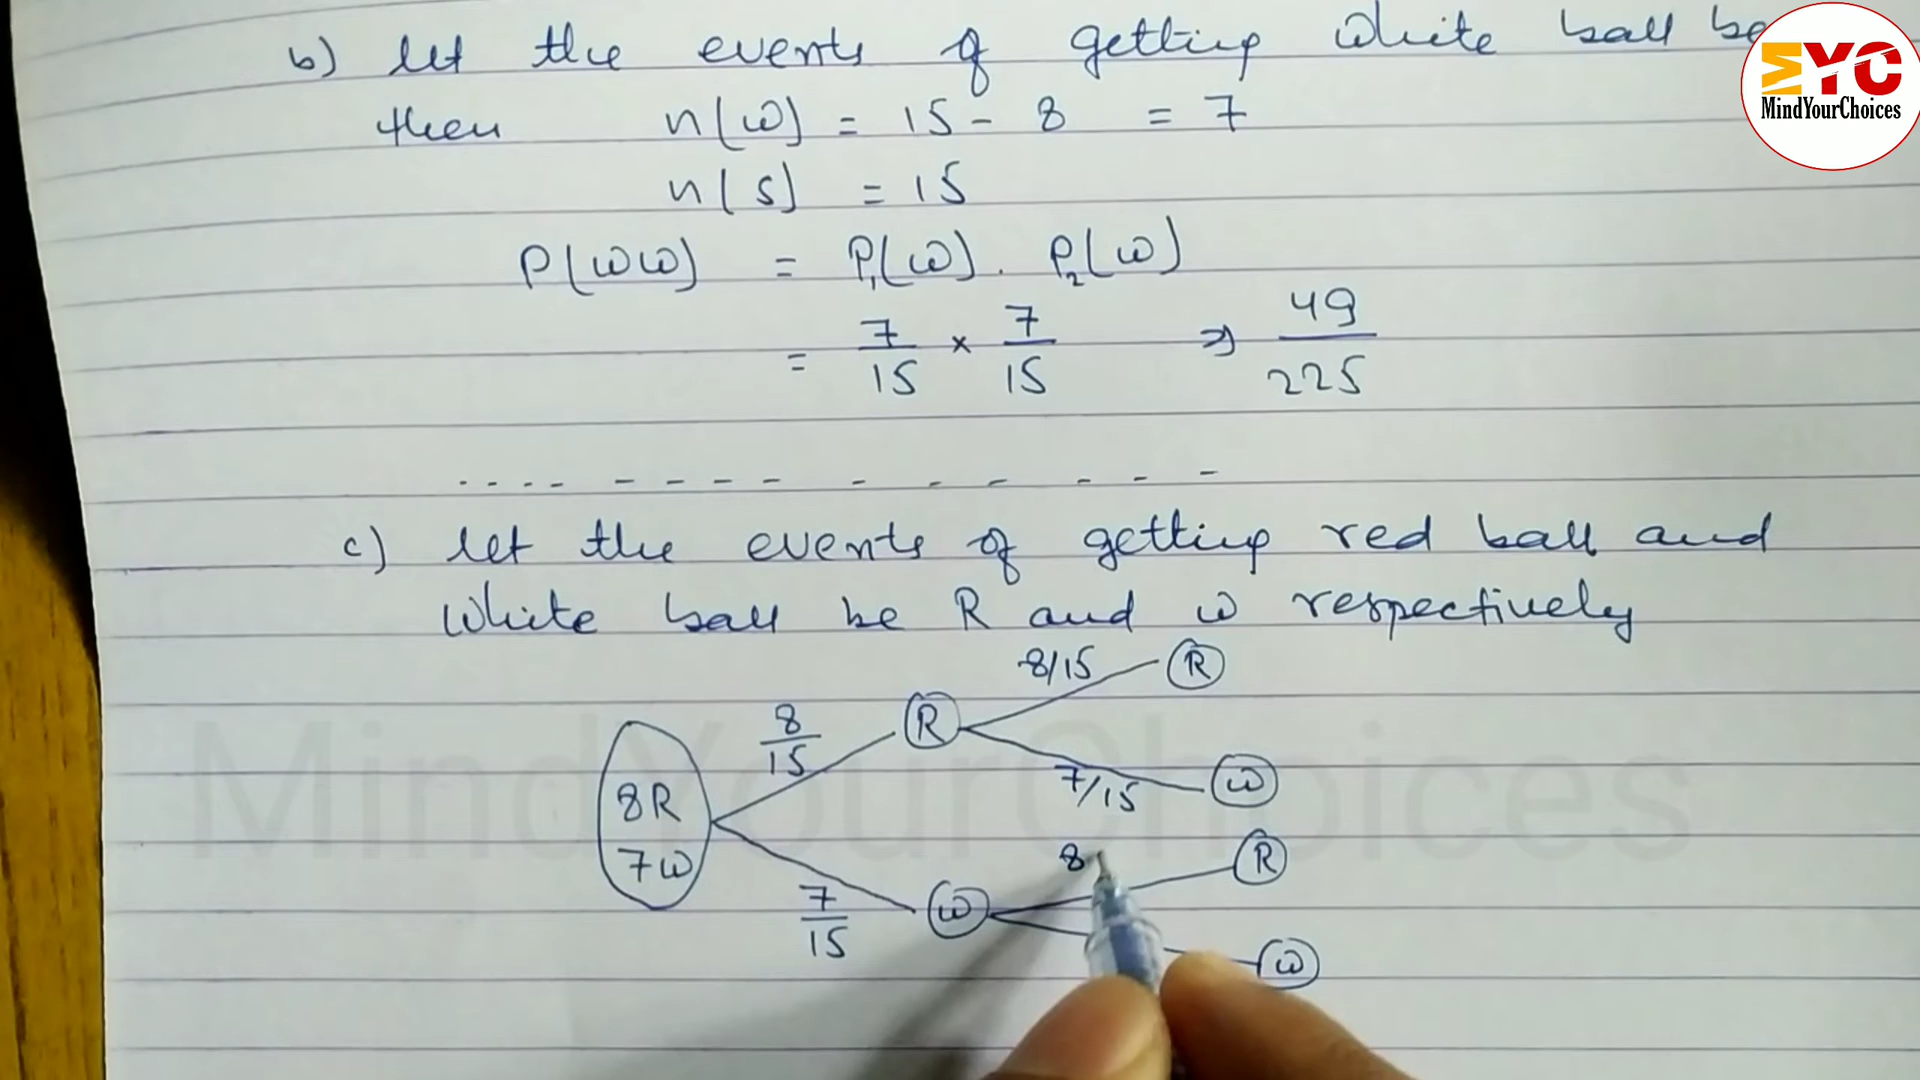 b) let the events of getting white ball be
MYC
MindYourChoices
then n(w) = 15 - 8 = 7
n(s) = 15
P(ww) = P₁(w) . P₂(w)
= 7/15 × 7/15 ⇒ 49/225
c) let the events of getting red ball and
white ball be R and w respectively
8/15 R
8/15 R
7/15 w
8R
7w
8 R
7/15 w
w
MindYourChoices